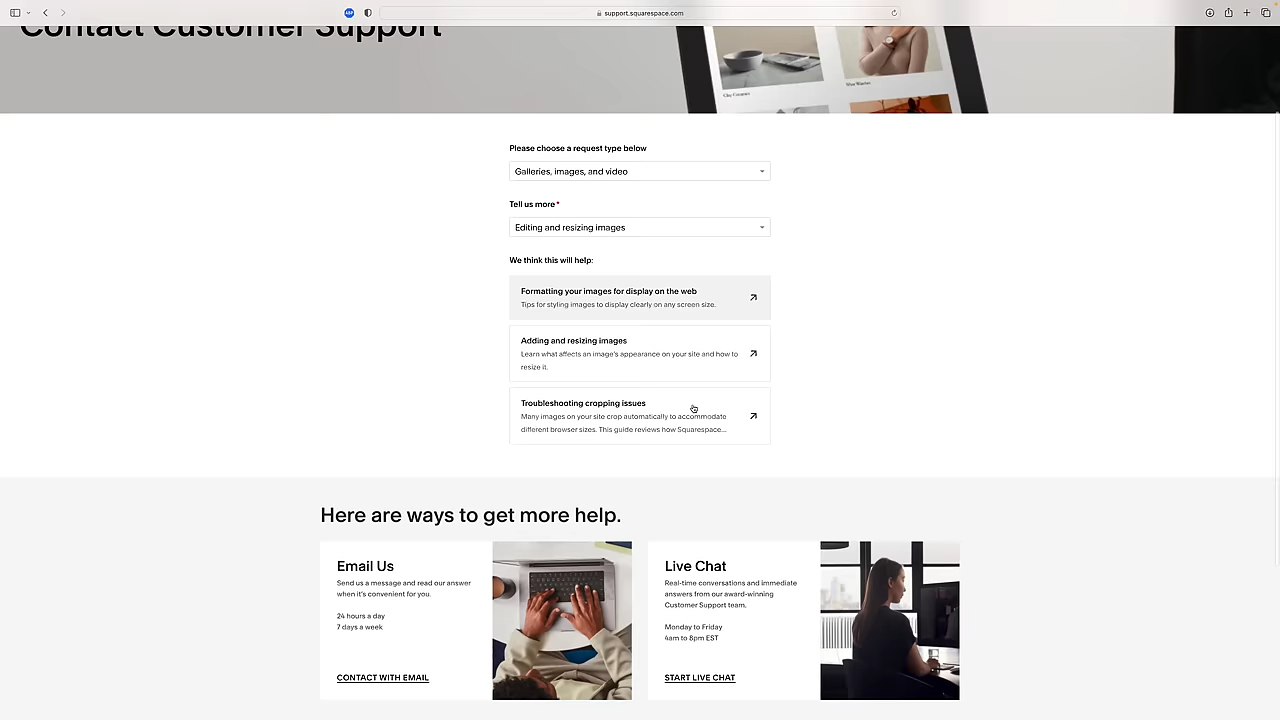 support.squarespace.com
Contact Customer Support
Please choose a request type below
Galleries, images, and video
Tell us more*
Editing and resizing images
We think this will help:
Formatting your images for display on the web
Tips for styling images to display clearly on any screen size.
Adding and resizing images
Learn what affects an image's appearance on your site and how to
resize it.
Troubleshooting cropping issues
Many images on your site crop automatically to accommodate
different browser sizes. This guide reviews how Squarespace...
Here are ways to get more help.
Email Us
Send us a message and read our answer
when it's convenient for you.
24 hours a day
7 days a week
CONTACT WITH EMAIL
Live Chat
Real-time conversations and immediate
answers from our award-winning
Customer Support team.
Monday to Friday
4am to 8pm EST
START LIVE CHAT